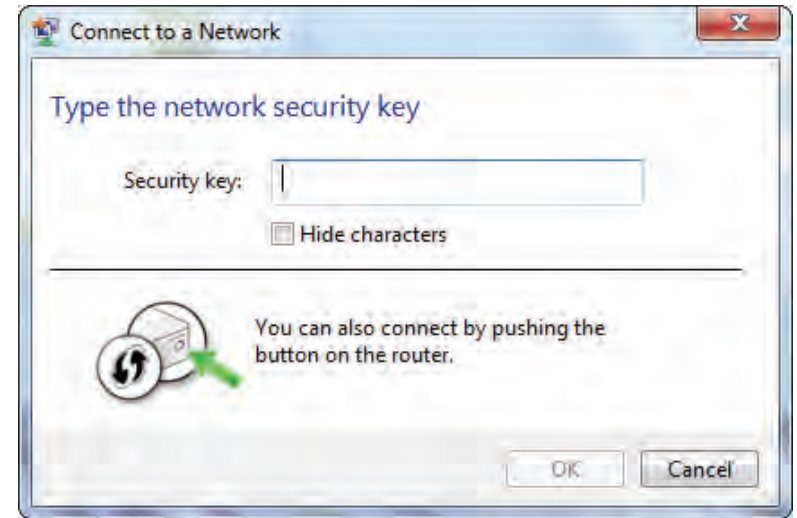 Connect to a Network
Type the network security key
Security key:
Hide characters
You can also connect by pushing the
button on the router.
OK
Cancel